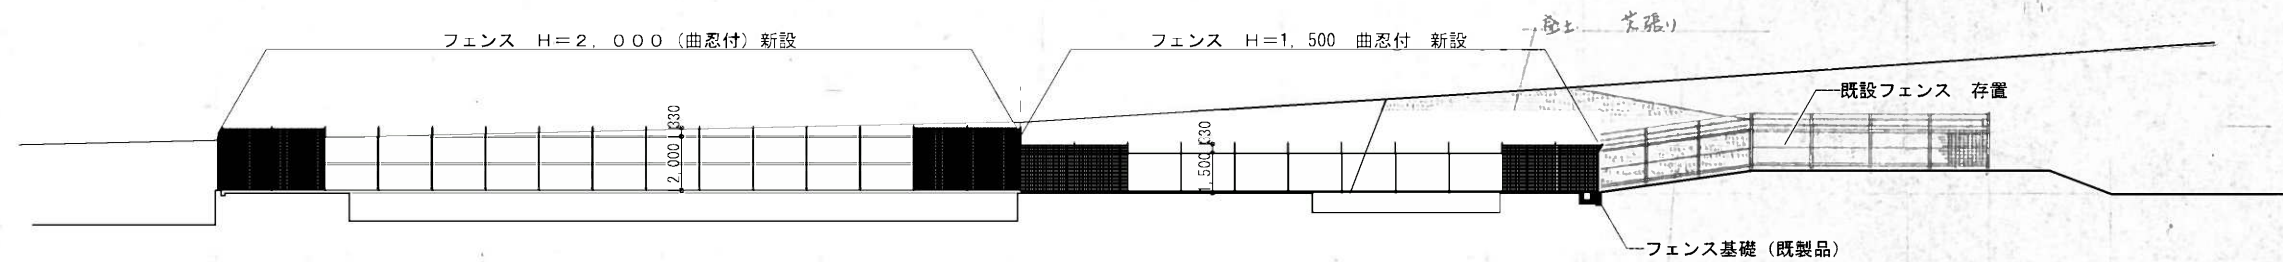 フェンス　Ｈ＝２，０００（曲忍付）新設
フェンス　Ｈ＝1，500　曲忍付　新設
盛土　芝張り
既設フェンス　存置
330
2,000
330
1,500
フェンス基礎（既製品）